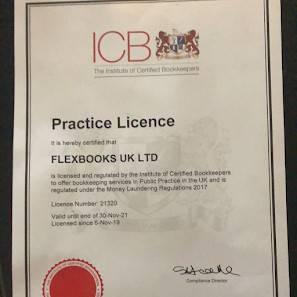 ICB
The Institute of Certified Bookkeepers
Practice Licence
It is hereby certified that
FLEXBOOKS UK LTD
is licensed and regulated by the Institute of Certified Bookkeepers
to offer bookkeeping services in Public Practice in the UK and is
regulated under the Money Laundering Regulations 2017
Licence Number: 21320
Valid until end of 30-Nov-21
Licensed since 6-Nov-19
Compliance Director